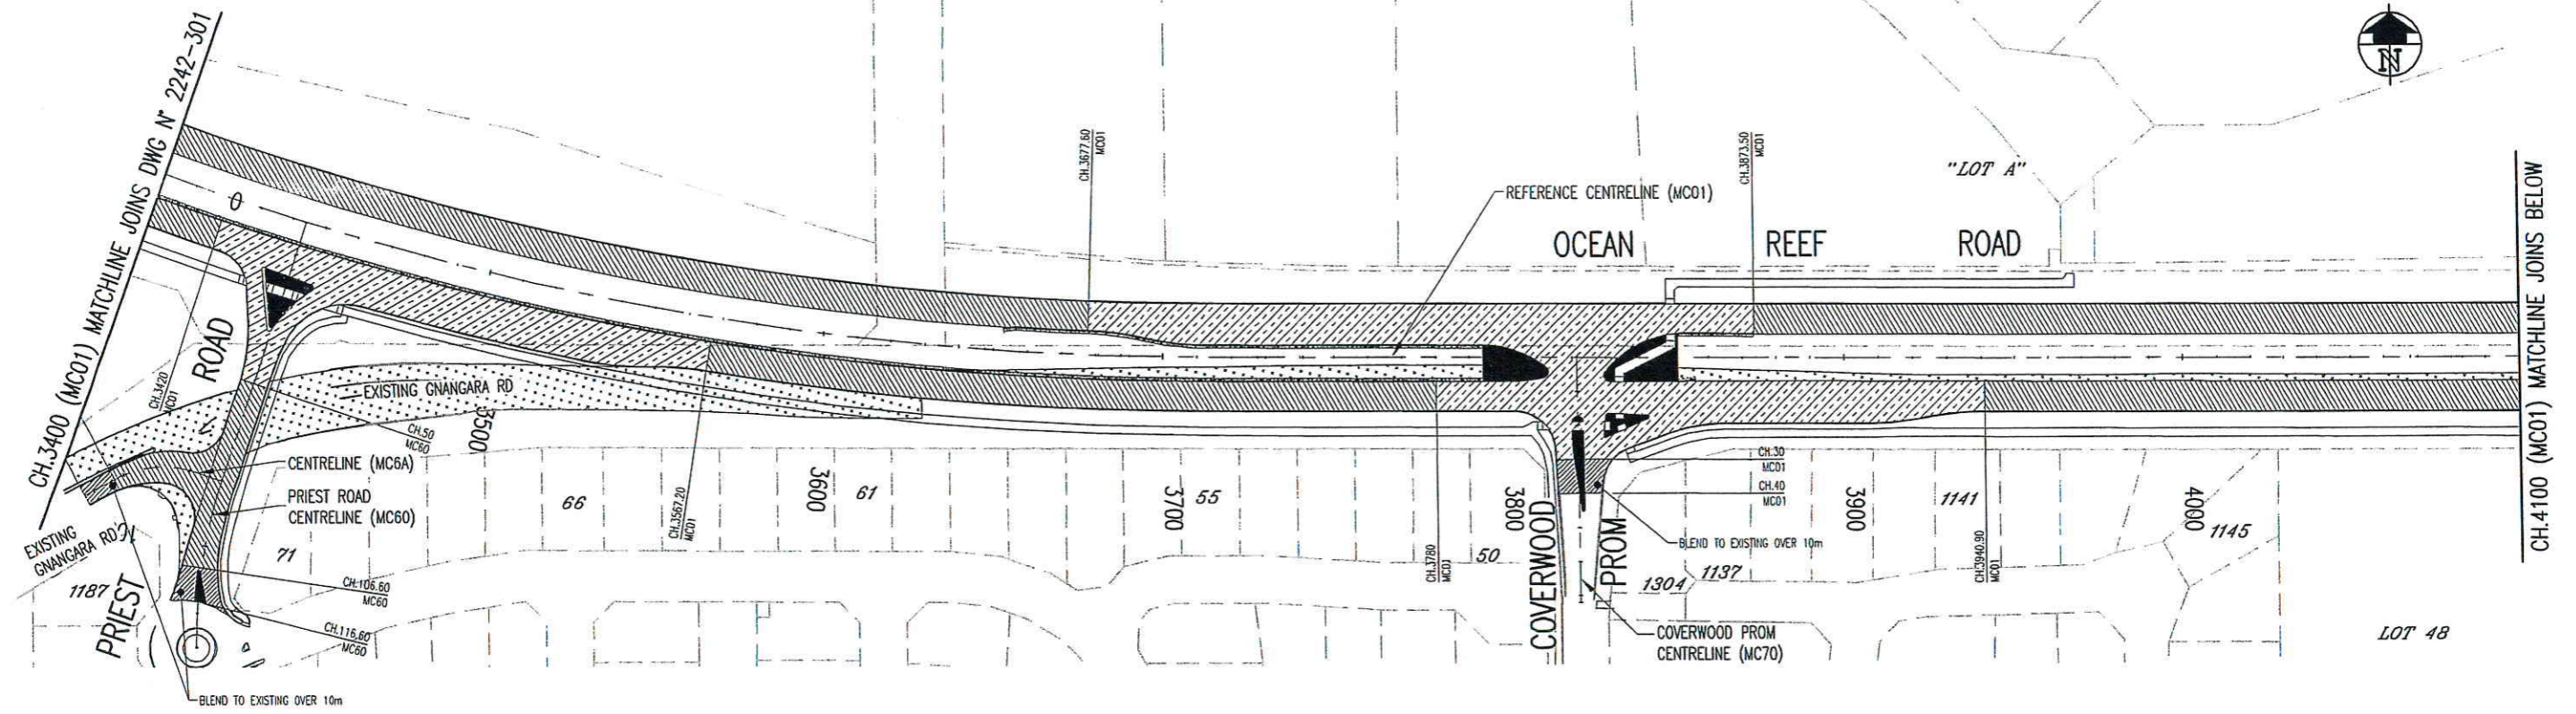 CH.3400 (MC01) MATCHLINE JOINS DWG Nº 2242-301
N
CH.3677.60
MC01
CH.3873.50
MC01
"LOT A"
REFERENCE CENTRELINE (MC01)
OCEAN REEF ROAD
CH.4100 (MC01) MATCHLINE JOINS BELOW
CH.3420
MC01
ROAD
EXISTING GNANGARA RD
3500
CH.50
MC60
CENTRELINE (MC6A)
PRIEST ROAD
CENTRELINE (MC60)
66
CH.3567.20
MC01
3600
61
3700
55
CH.3780
MC01
50
3800
COVERWOOD
PROM
CH.30
MC01
CH.40
MC01
BLEND TO EXISTING OVER 10m
3900
1141
CH.3940.90
MC01
4000
1145
EXISTING
GNANGARA RD
71
1187
PRIEST
CH.106.60
MC60
CH.116.60
MC60
1304
1137
COVERWOOD PROM
CENTRELINE (MC70)
LOT 48
BLEND TO EXISTING OVER 10m